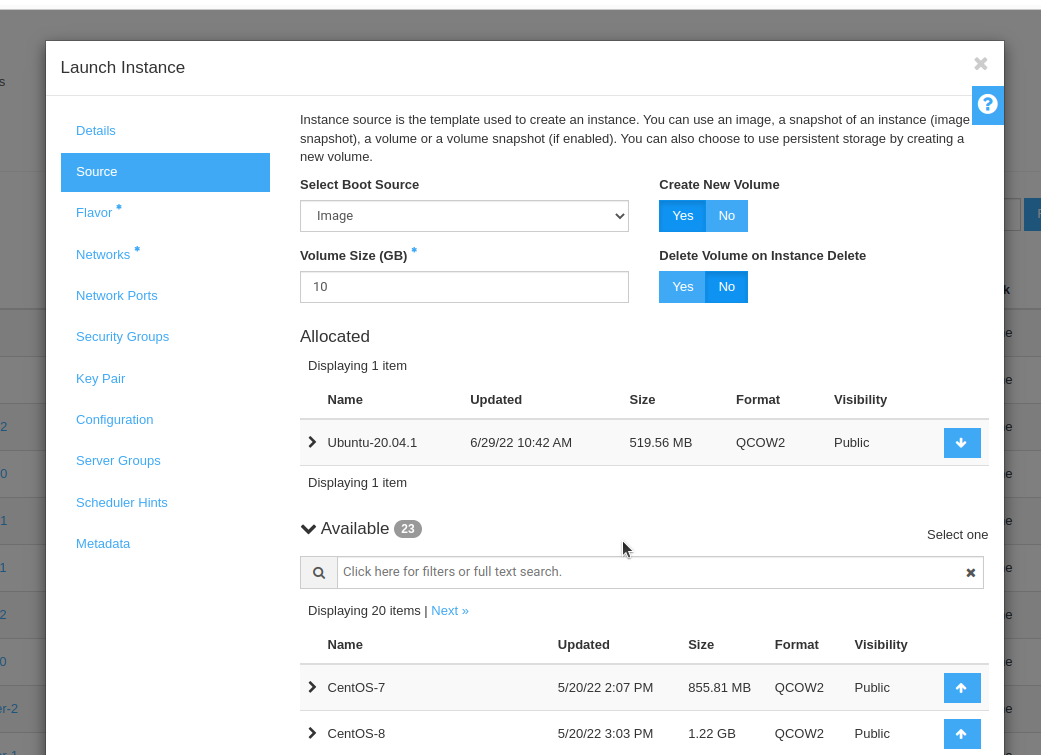 Launch Instance
✖
?
s
Details
Source
Flavor *
Networks *
Network Ports
Security Groups
Key Pair
Configuration
Server Groups
Scheduler Hints
Metadata
Instance source is the template used to create an instance. You can use an image, a snapshot of an instance (image
snapshot), a volume or a volume snapshot (if enabled). You can also choose to use persistent storage by creating a
new volume.
Select Boot Source
Create New Volume
Image
Yes No
Volume Size (GB) *
Delete Volume on Instance Delete
10
Yes No
Allocated
Displaying 1 item
Name Updated Size Format Visibility
Ubuntu-20.04.1 6/29/22 10:42 AM 519.56 MB QCOW2 Public
Displaying 1 item
Available 23
Select one
Click here for filters or full text search.
Displaying 20 items | Next »
Name Updated Size Format Visibility
CentOS-7 5/20/22 2:07 PM 855.81 MB QCOW2 Public
CentOS-8 5/20/22 3:03 PM 1.22 GB QCOW2 Public